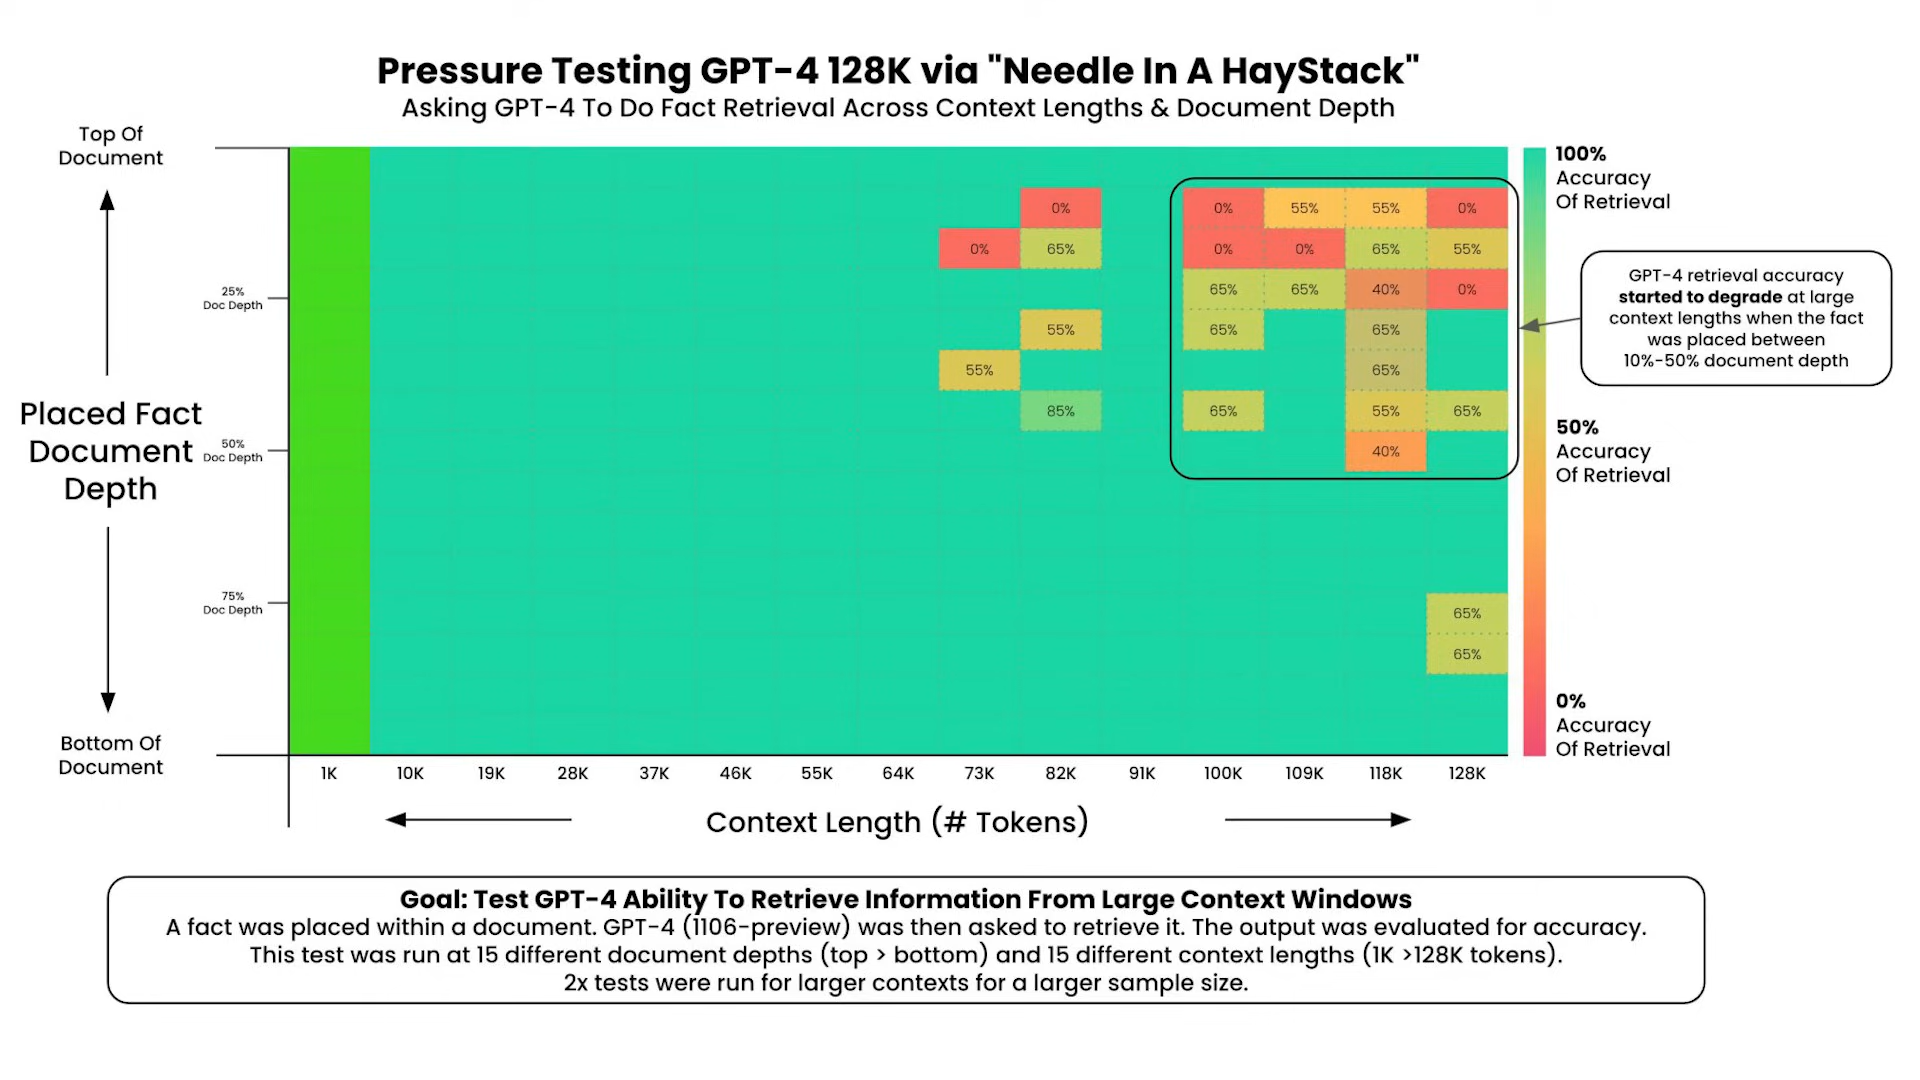 Pressure Testing GPT-4 128K via "Needle In A HayStack"
Asking GPT-4 To Do Fact Retrieval Across Context Lengths & Document Depth
Top Of
Document
Placed Fact
Document
Depth
Bottom Of
Document
25%
Doc Depth
50%
Doc Depth
75%
Doc Depth
0% 0% 55% 55% 0%
0% 65% 0% 0% 65% 55%
65% 65% 40% 0%
55% 65% 65%
55% 65%
85% 65% 55% 65%
40%
65%
65%
100%
Accuracy
Of Retrieval
50%
Accuracy
Of Retrieval
0%
Accuracy
Of Retrieval
GPT-4 retrieval accuracy
started to degrade at large
context lengths when the fact
was placed between
10%-50% document depth
1K 10K 19K 28K 37K 46K 55K 64K 73K 82K 91K 100K 109K 118K 128K
Context Length (# Tokens)
Goal: Test GPT-4 Ability To Retrieve Information From Large Context Windows
A fact was placed within a document. GPT-4 (1106-preview) was then asked to retrieve it. The output was evaluated for accuracy.
This test was run at 15 different document depths (top > bottom) and 15 different context lengths (1K >128K tokens).
2x tests were run for larger contexts for a larger sample size.